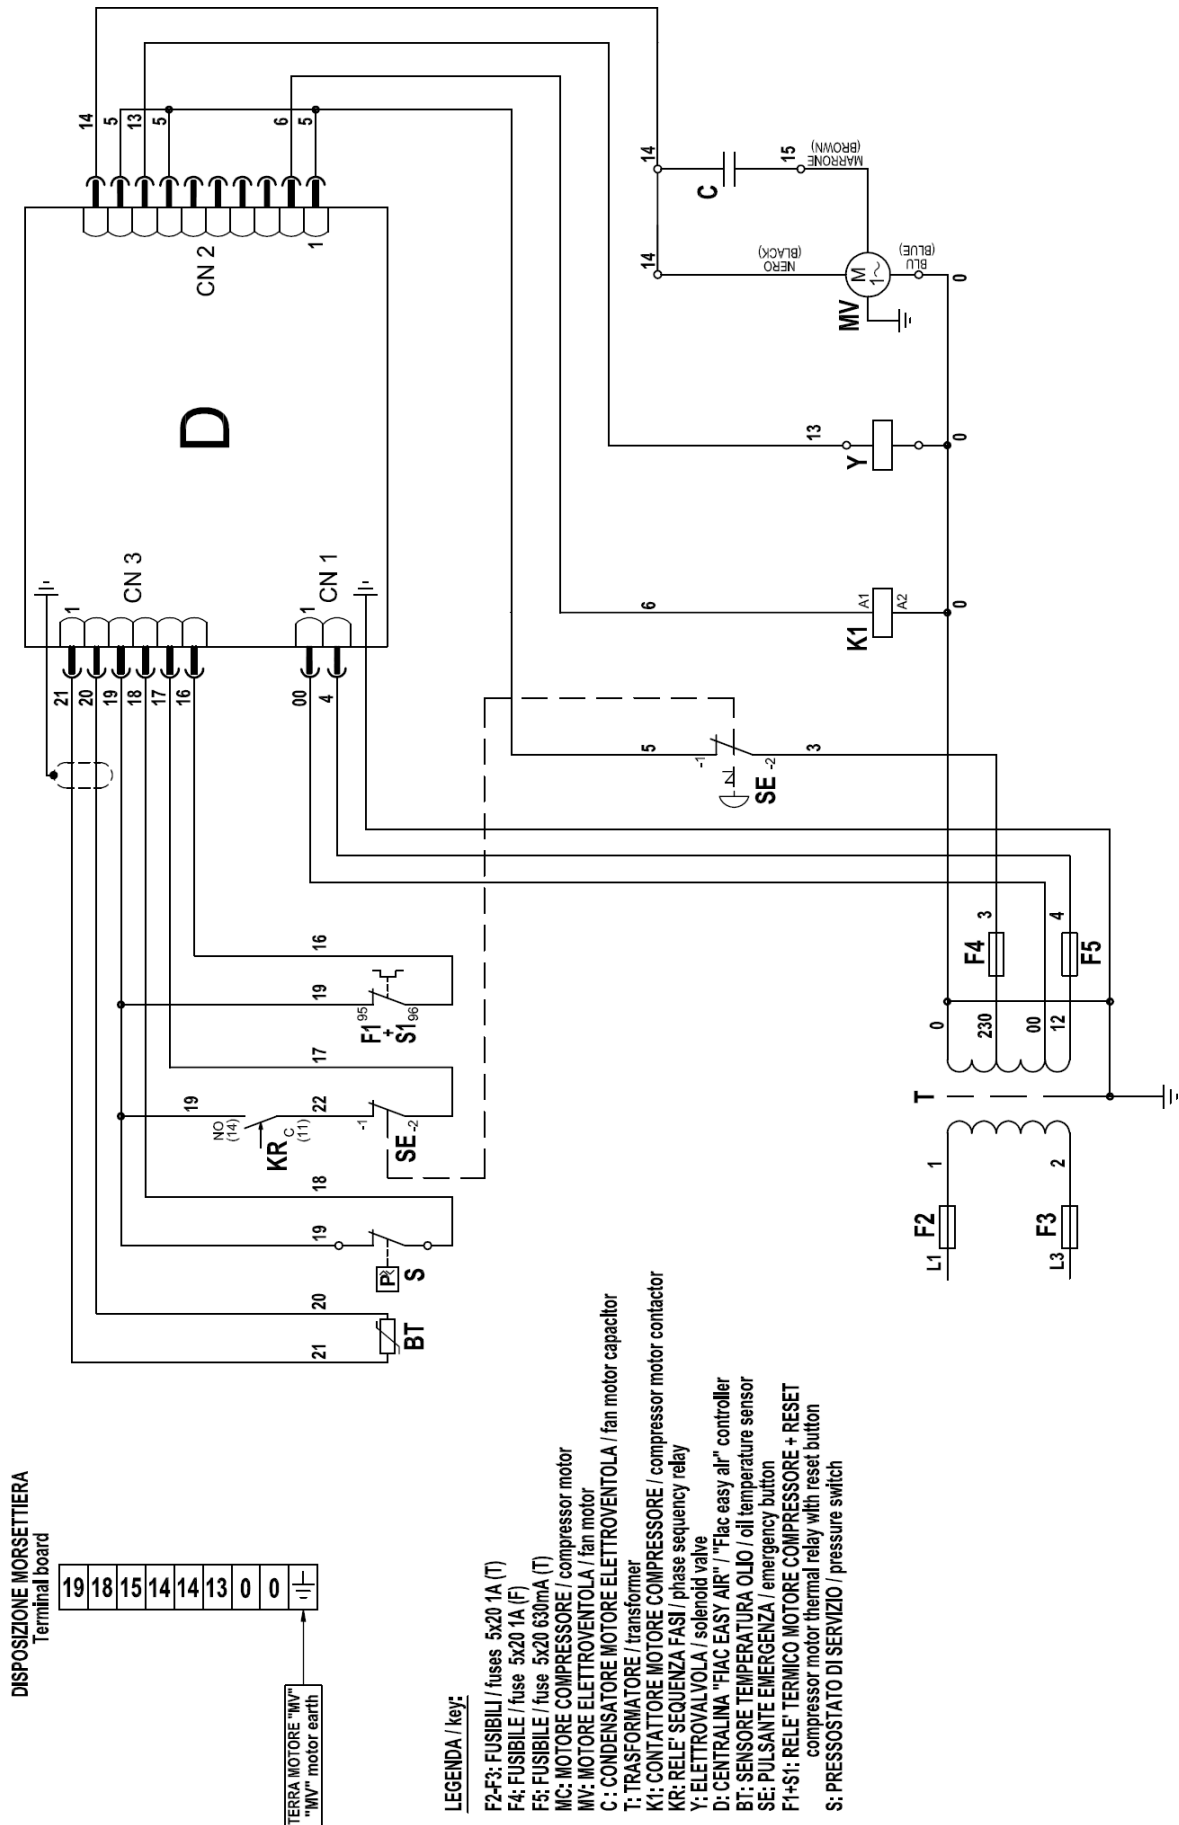 14
5
13
5
6
5
CN 2
1
D
CN 3
1
CN 1
1
21
20
19
18
17
16
00
4
14
C
15
MARRONE
(BROWN)
14
NERO
(BLACK)
M
1~
MV
BLU
(BLUE)
0
13
Y
0
6
A1
A2
K1
0
5
-1
SE
-2
3
16
19
95
F1
+
S1
96
17
19
NO
(14)
KR
C
(11)
22
-1
SE
-2
18
19
P
S
20
21
BT
F4
3
F5
4
0
230
00
12
T
1
2
F2
F3
L1
L3
DISPOSIZIONE MORSETTIERA
Terminal board
19 18 15 14 14 13 0 0
TERRA MOTORE "MV"
"MV" motor earth
LEGENDA / key:
F2-F3: FUSIBILI / fuses 5x20 1A (T)
F4: FUSIBILE / fuse 5x20 1A (F)
F5: FUSIBILE / fuse 5x20 630mA (T)
MC: MOTORE COMPRESSORE / compressor motor
MV: MOTORE ELETTROVENTOLA / fan motor
C : CONDENSATORE MOTORE ELETTROVENTOLA / fan motor capacitor
T: TRASFORMATORE / transformer
K1: CONTATTORE MOTORE COMPRESSORE / compressor motor contactor
KR: RELE' SEQUENZA FASI / phase sequency relay
Y: ELETTROVALVOLA / solenoid valve
D: CENTRALINA "FIAC EASY AIR" / "Fiac easy air" controller
BT: SENSORE TEMPERATURA OLIO / oil temperature sensor
SE: PULSANTE EMERGENZA / emergency button
F1+S1: RELE' TERMICO MOTORE COMPRESSORE + RESET
compressor motor thermal relay with reset button
S: PRESSOSTATO DI SERVIZIO / pressure switch